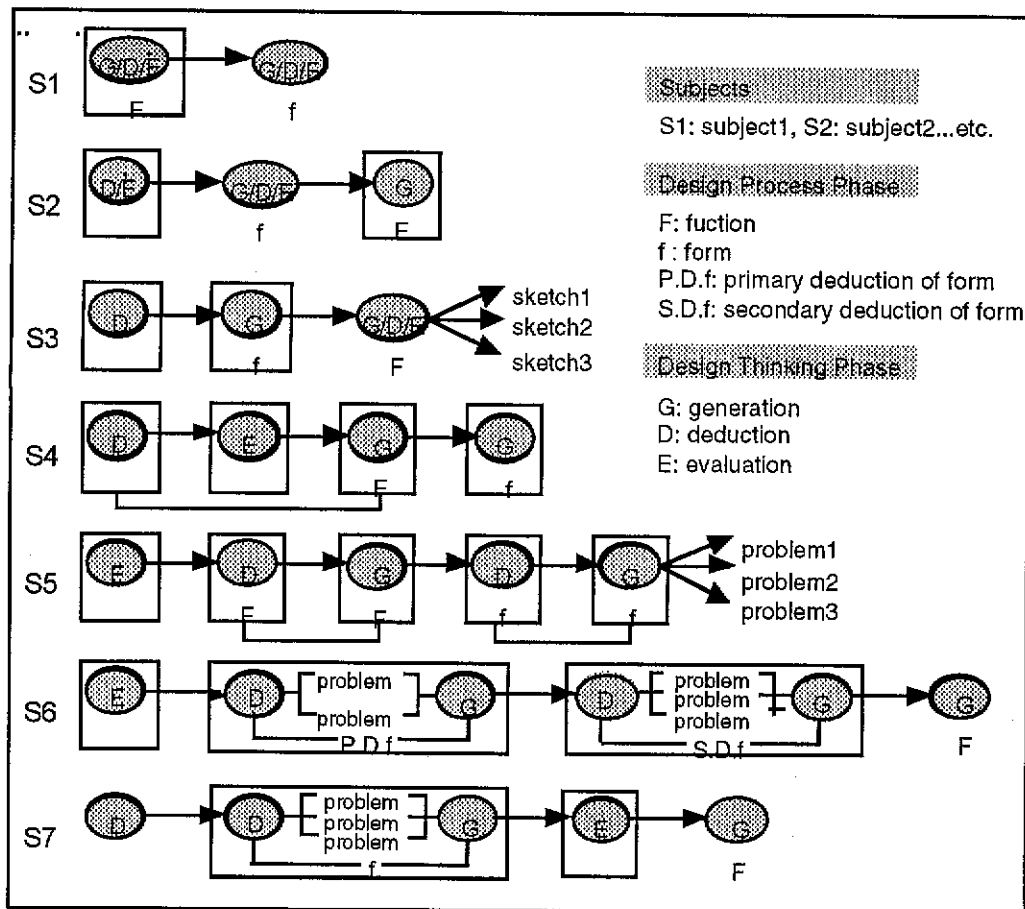 S1 G/D/E G/D/E
F f
S2 D/E G/D/E G
f F
S3 D G G/D/E sketch1
sketch2
sketch3
f F
S4 D E G G
F f
S5 E D G D G problem1
problem2
problem3
F F f f
S6 E D problem G D problem G G
problem problem
problem
P.D.f S.D.f F
S7 D D problem G E G
problem
problem
f F
Subjects
S1: subject1, S2: subject2...etc.
Design Process Phase
F: fuction
f : form
P.D.f: primary deduction of form
S.D.f: secondary deduction of form
Design Thinking Phase
G: generation
D: deduction
E: evaluation